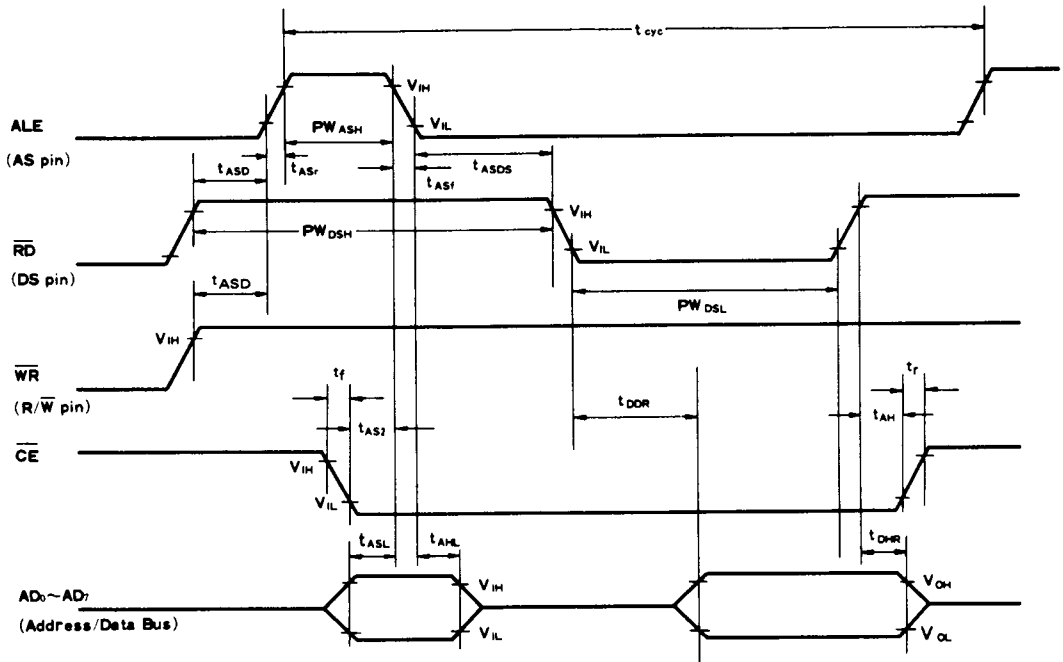 t cyc
ALE
(AS pin)
V IH
V IL
PW ASH
t ASD
t ASr
t ASf
t ASDS
RD
(DS pin)
PW DSH
V IH
V IL
t ASD
PW DSL
WR
(R/W pin)
V IH
t f
t AS2
t DDR
t r
t AH
CE
V IH
V IL
t ASL
t AHL
t DHR
AD0~AD7
(Address/Data Bus)
V IH
V IL
V OH
V OL